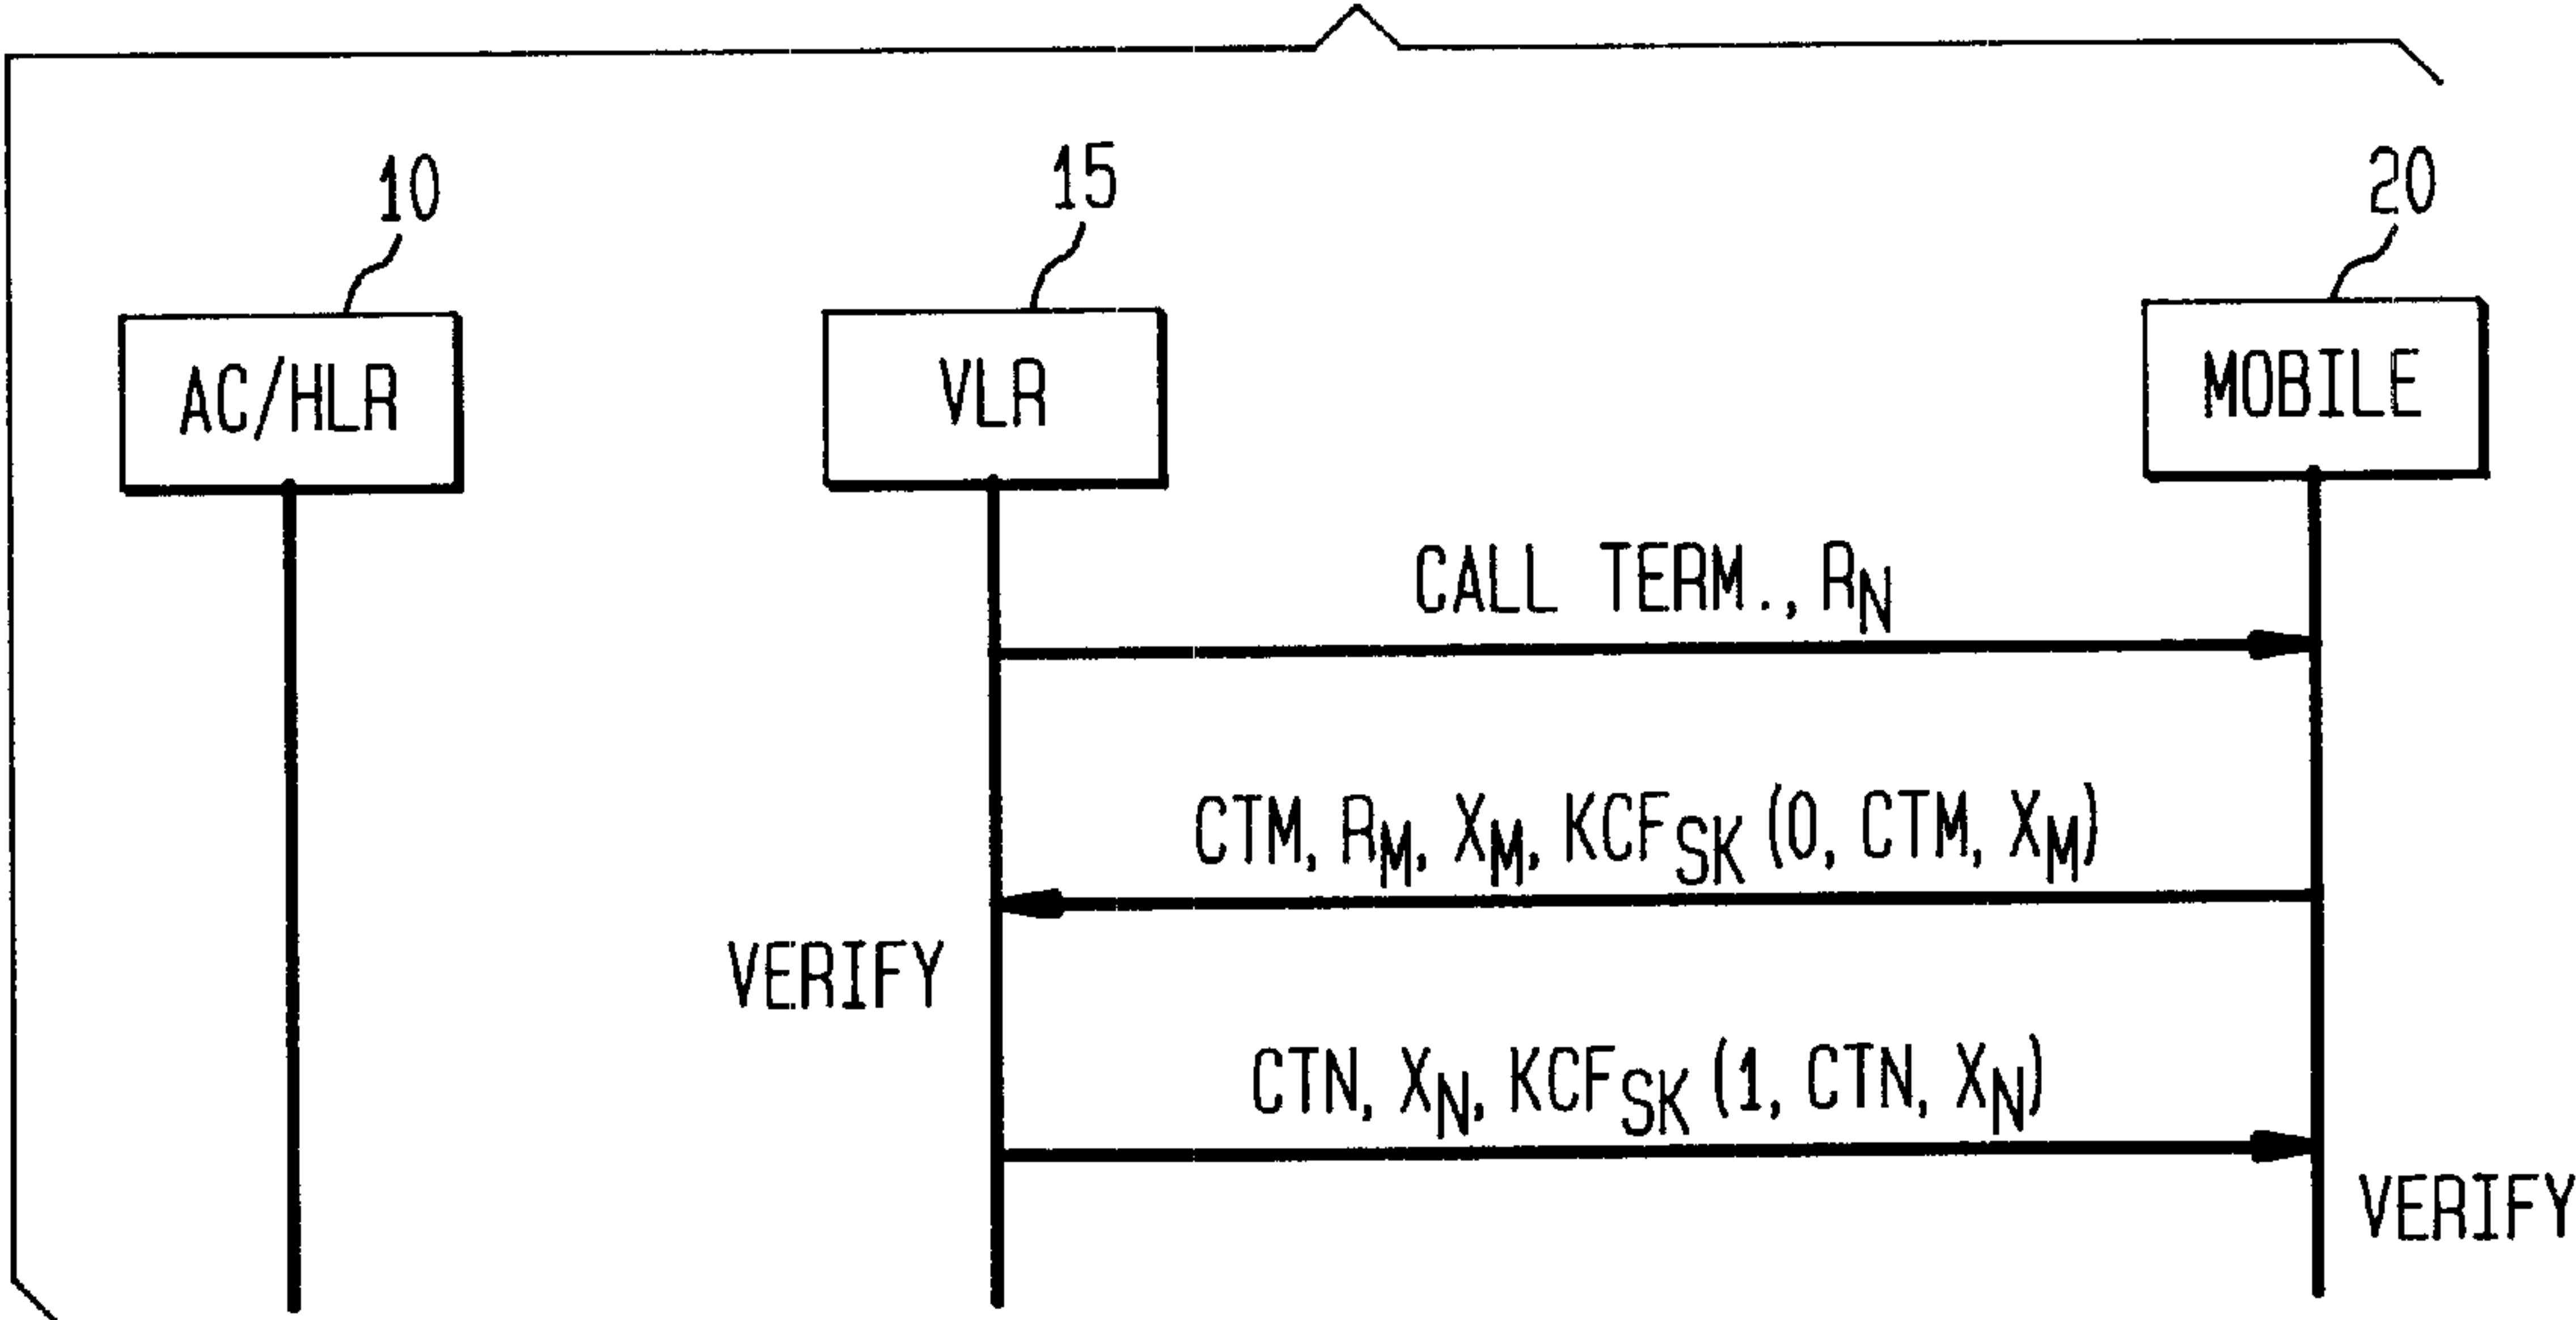 10
15
20
AC/HLR
VLR
MOBILE
CALL TERM., RN
CTM, RM, XM, KCFSK (0, CTM, XM)
VERIFY
CTN, XN, KCFSK (1, CTN, XN)
VERIFY